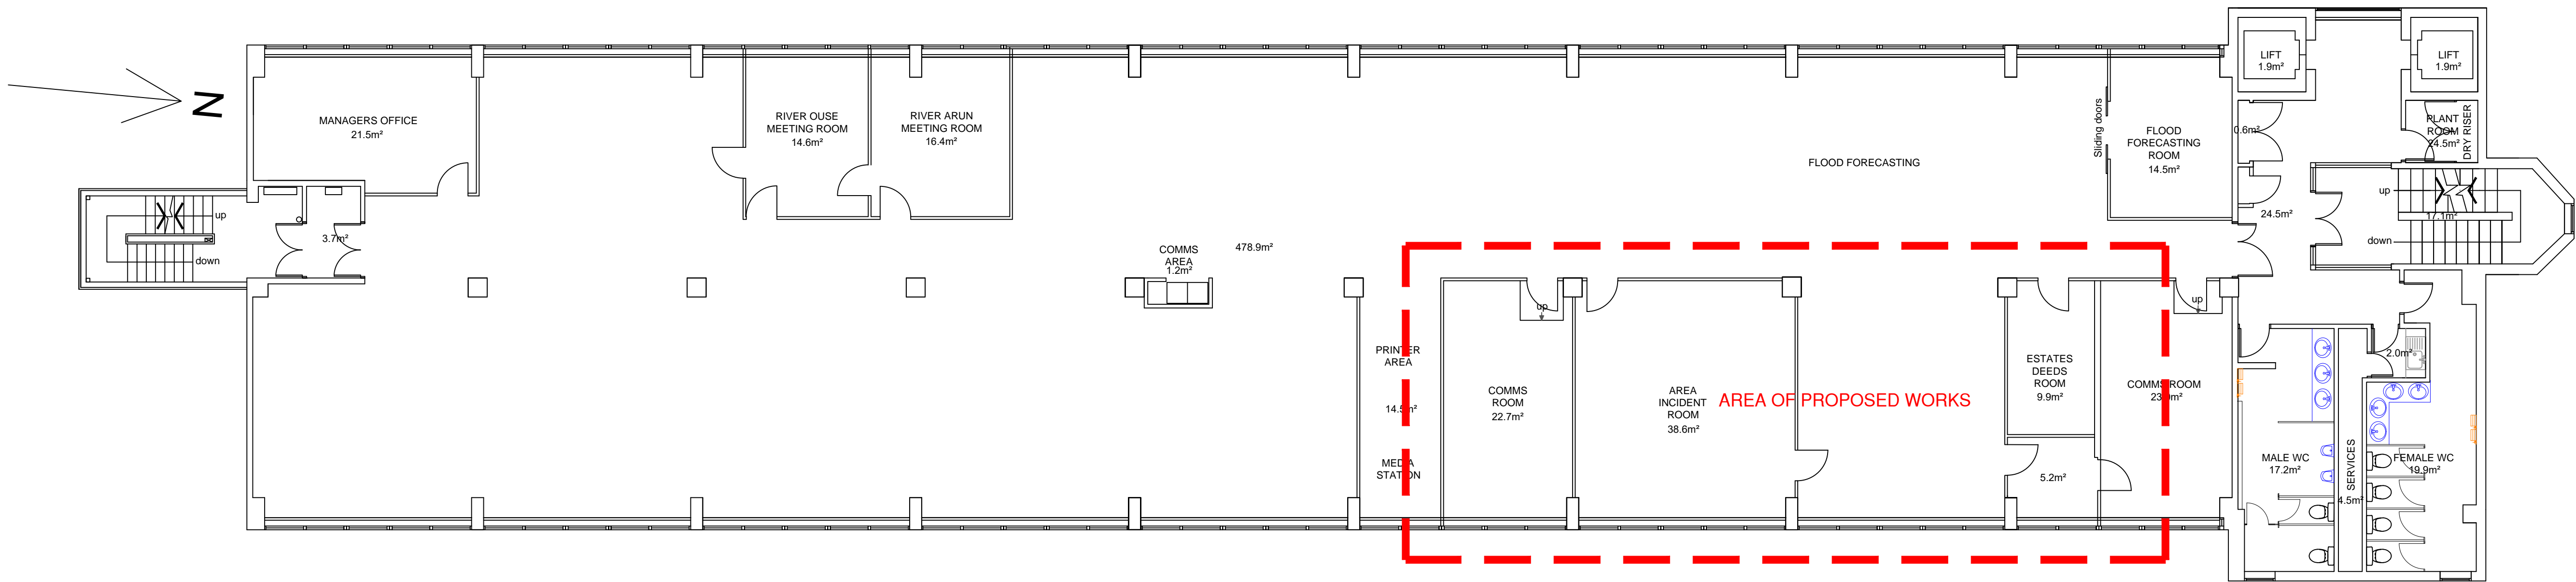 N
MANAGERS OFFICE
21.5m²
up
down
3.7m²
RIVER OUSE
MEETING ROOM
14.6m²
RIVER ARUN
MEETING ROOM
16.4m²
COMMS
AREA
1.2m²
478.9m²
FLOOD FORECASTING
Sliding doors
FLOOD
FORECASTING
ROOM
14.5m²
LIFT
1.9m²
LIFT
1.9m²
0.6m²
PLANT
ROOM
24.5m²
DRY RISER
24.5m²
up
17.1m²
down
PRINTER
AREA
MEDIA
STATION
up
COMMS
ROOM
22.7m²
AREA
INCIDENT
ROOM
38.6m²
AREA OF PROPOSED WORKS
ESTATES
DEEDS
ROOM
9.9m²
5.2m²
up
COMMS ROOM
MALE WC
17.2m²
SERVICES
4.5m²
2.0m²
FEMALE WC
19.9m²